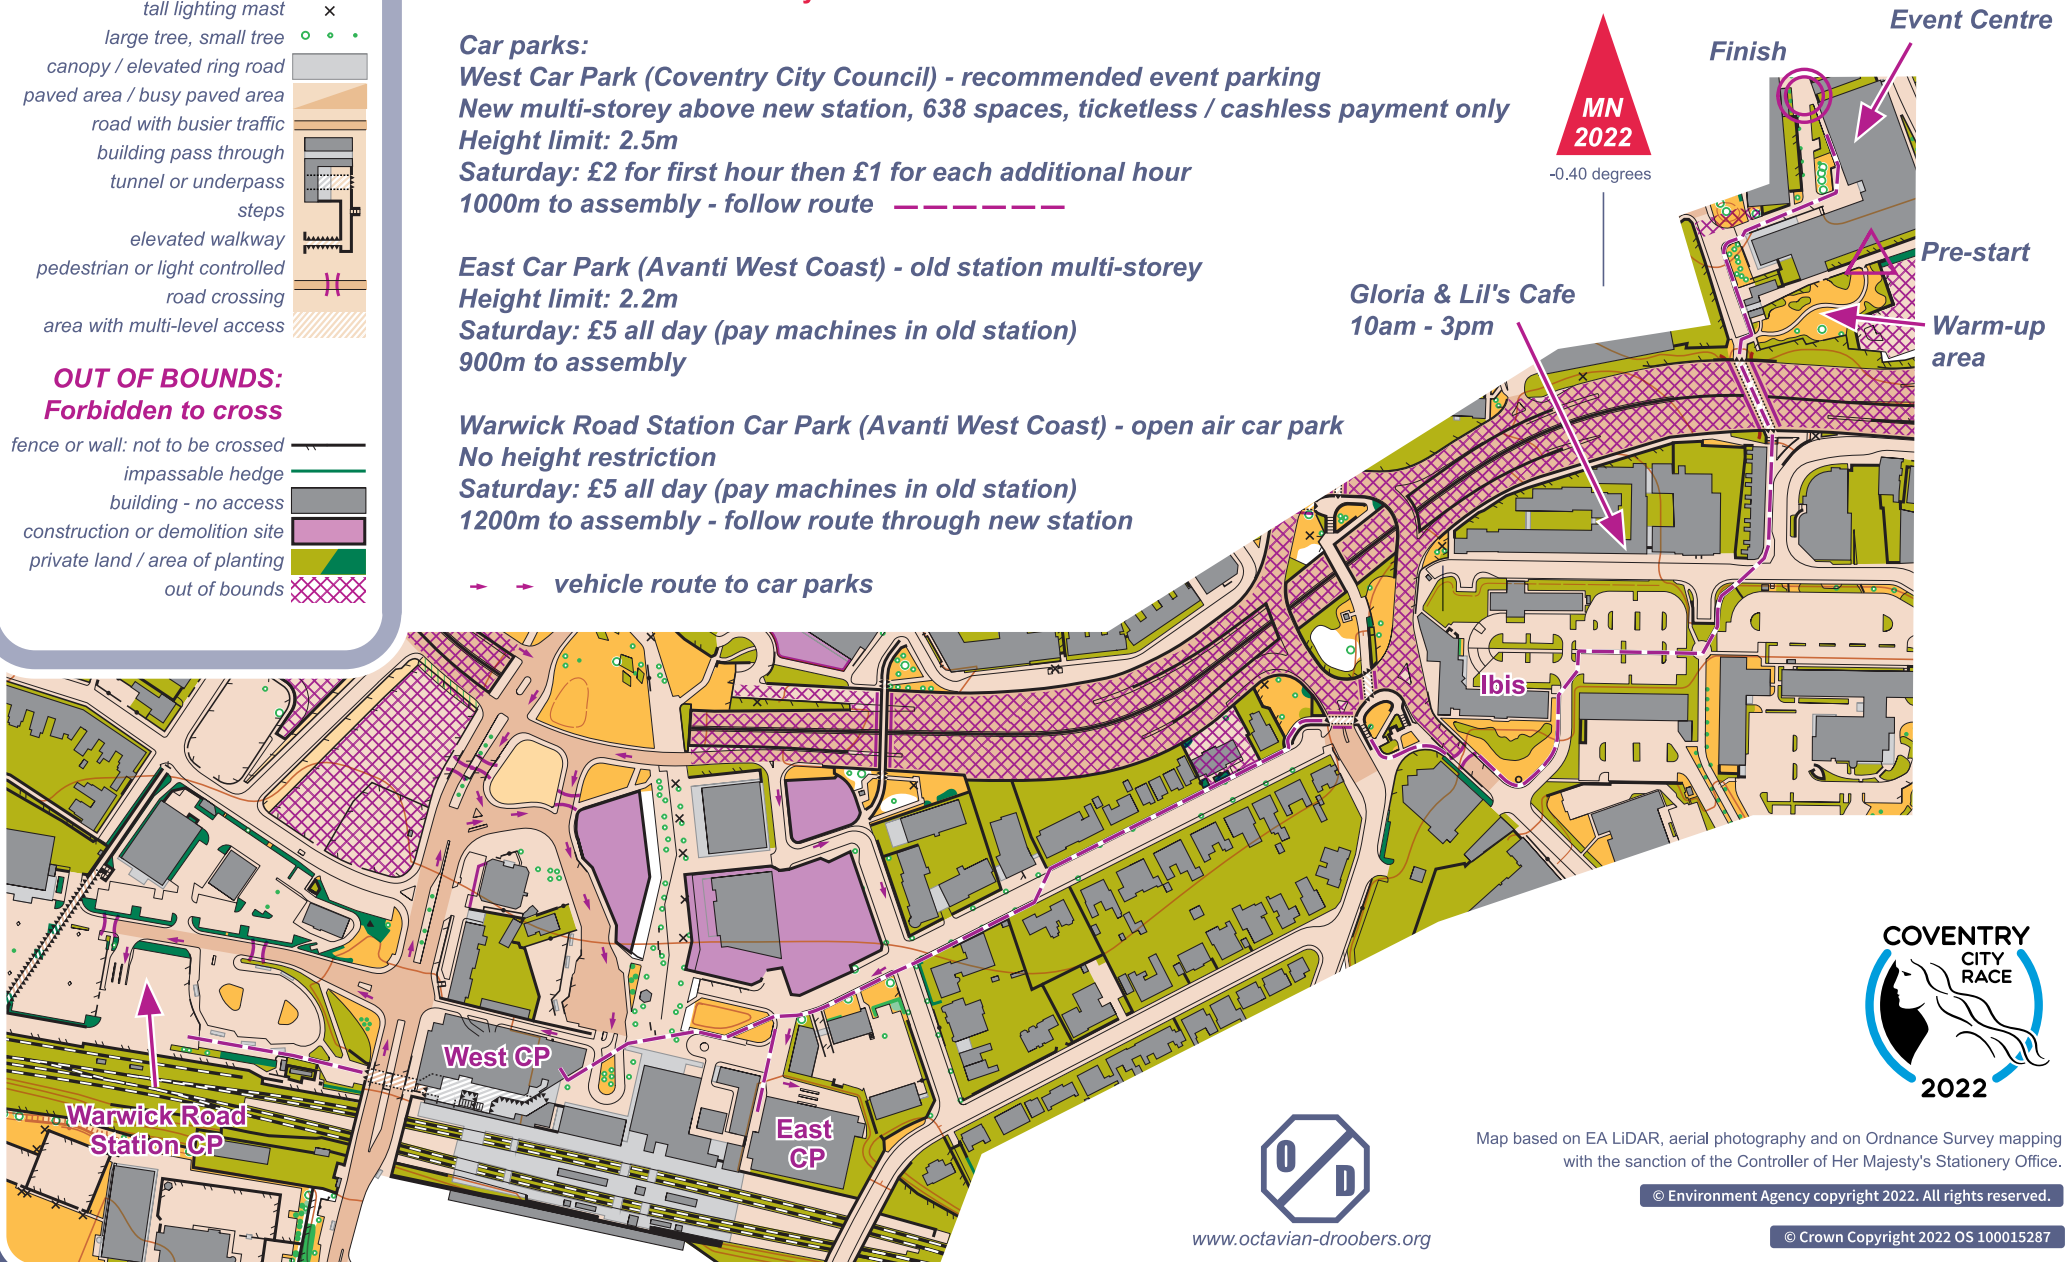 tall lighting mast
large tree, small tree
canopy / elevated ring road
paved area / busy paved area
road with busier traffic
building pass through
tunnel or underpass
steps
elevated walkway
pedestrian or light controlled
road crossing
area with multi-level access
OUT OF BOUNDS:
Forbidden to cross
fence or wall: not to be crossed
impassable hedge
building - no access
construction or demolition site
private land / area of planting
out of bounds
Car parks:
West Car Park (Coventry City Council) - recommended event parking
New multi-storey above new station, 638 spaces, ticketless / cashless payment only
Height limit: 2.5m
Saturday: £2 for first hour then £1 for each additional hour
1000m to assembly - follow route
East Car Park (Avanti West Coast) - old station multi-storey
Height limit: 2.2m
Saturday: £5 all day (pay machines in old station)
900m to assembly
Warwick Road Station Car Park (Avanti West Coast) - open air car park
No height restriction
Saturday: £5 all day (pay machines in old station)
1200m to assembly - follow route through new station
vehicle route to car parks
MN
2022
-0.40 degrees
Finish
Event Centre
Pre-start
Warm-up
area
Gloria & Lil's Cafe
10am - 3pm
Ibis
West CP
East
CP
Warwick Road
Station CP
COVENTRY
CITY
RACE
2022
O
D
www.octavian-droobers.org
Map based on EA LiDAR, aerial photography and on Ordnance Survey mapping
with the sanction of the Controller of Her Majesty's Stationery Office.
© Environment Agency copyright 2022. All rights reserved.
© Crown Copyright 2022 OS 100015287